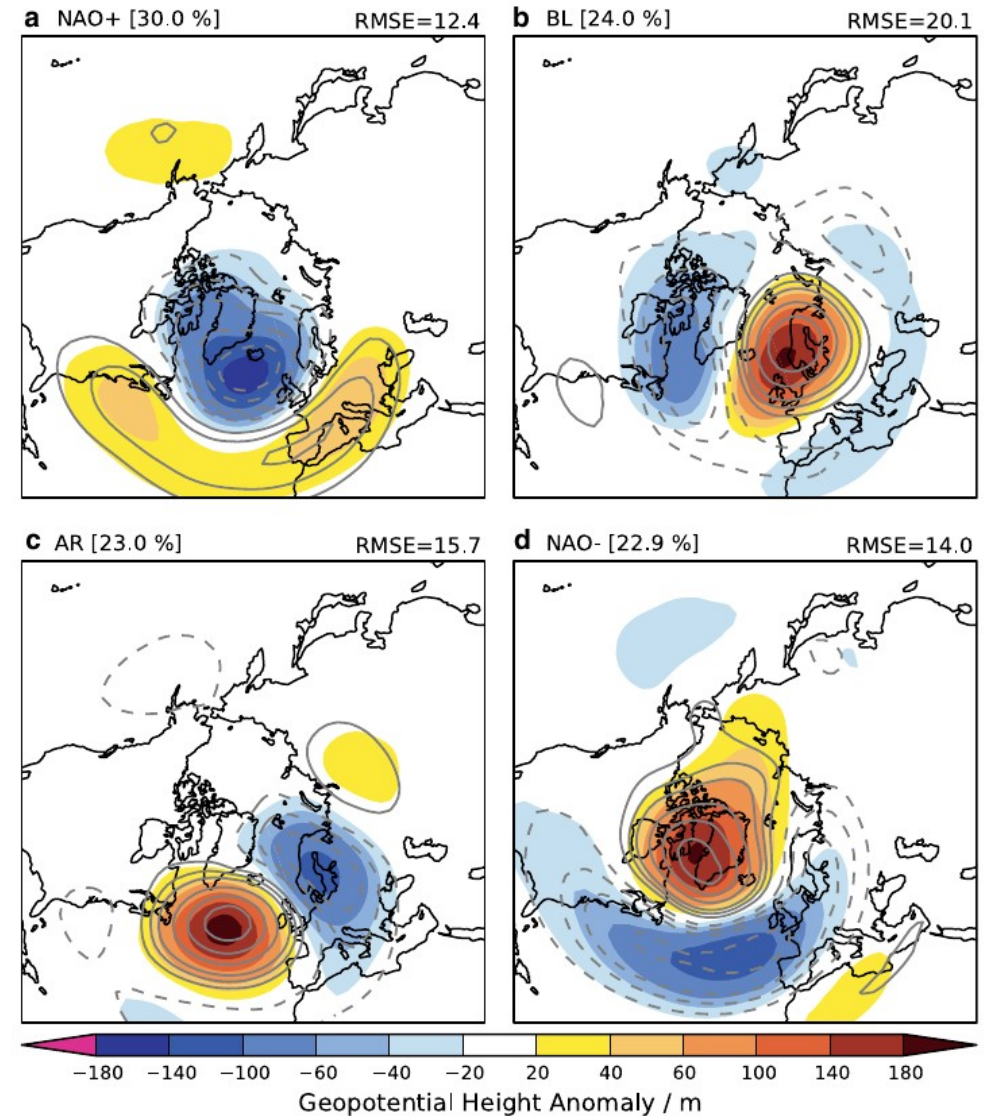 a NAO+ [30.0 %] RMSE=12.4
b BL [24.0 %] RMSE=20.1
c AR [23.0 %] RMSE=15.7
d NAO- [22.9 %] RMSE=14.0
−180 −140 −100 −60 −40 −20 20 40 60 100 140 180
Geopotential Height Anomaly / m